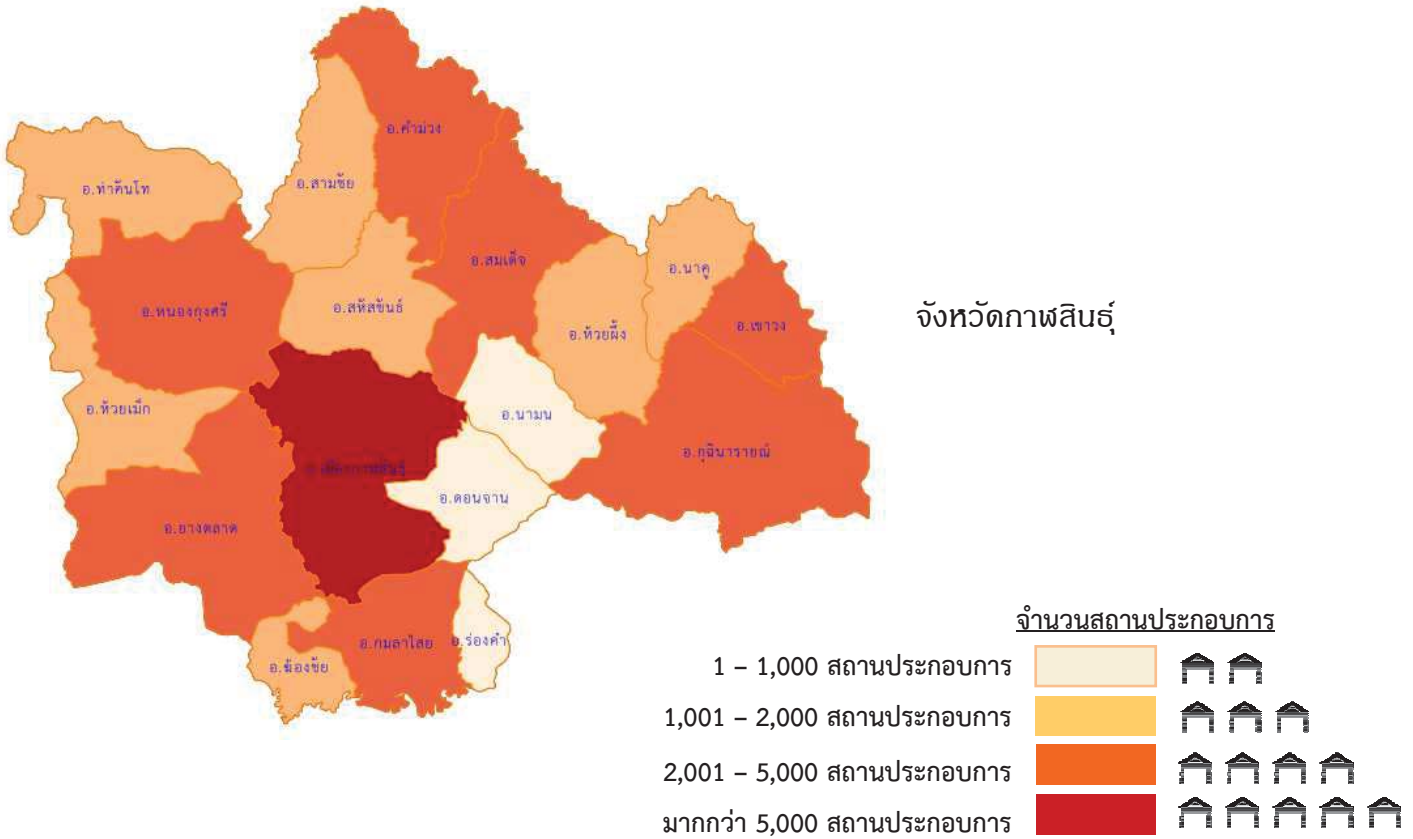 อ.คำม่วง
อ.สามชัย
อ.ท่าคันโท
อ.สมเด็จ
อ.นาคู
อ.หนองกุงศรี
อ.สหัสขันธ์
อ.ห้วยผึ้ง
อ.เขาวง
จังหวัดกาฬสินธุ์
อ.ห้วยเม็ก
อ.นามน
อ.กุฉินารายณ์
อ.เมืองกาฬสินธุ์
อ.ดอนจาน
อ.ยางตลาด
อ.กมลาไสย
อ.ร่องคำ
อ.ฆ้องชัย
จำนวนสถานประกอบการ
1 – 1,000 สถานประกอบการ
1,001 – 2,000 สถานประกอบการ
2,001 – 5,000 สถานประกอบการ
มากกว่า 5,000 สถานประกอบการ